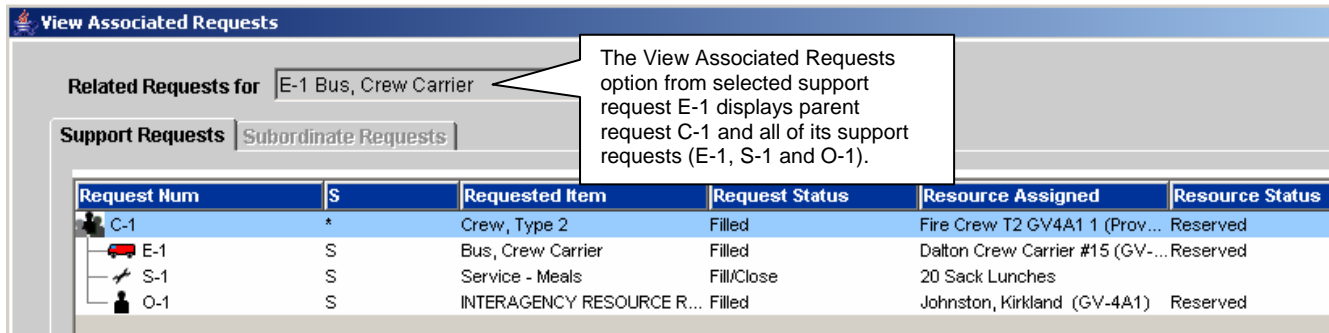 View Associated Requests
The View Associated Requests
option from selected support
request E-1 displays parent
request C-1 and all of its support
requests (E-1, S-1 and O-1).
Related Requests for E-1 Bus, Crew Carrier
Support Requests Subordinate Requests
Request Num S Requested Item Request Status Resource Assigned Resource Status
C-1 * Crew, Type 2 Filled Fire Crew T2 GV4A1 1 (Prov... Reserved
E-1 S Bus, Crew Carrier Filled Dalton Crew Carrier #15 (GV-... Reserved
S-1 S Service - Meals Fill/Close 20 Sack Lunches
O-1 S INTERAGENCY RESOURCE R... Filled Johnston, Kirkland (GV-4A1) Reserved